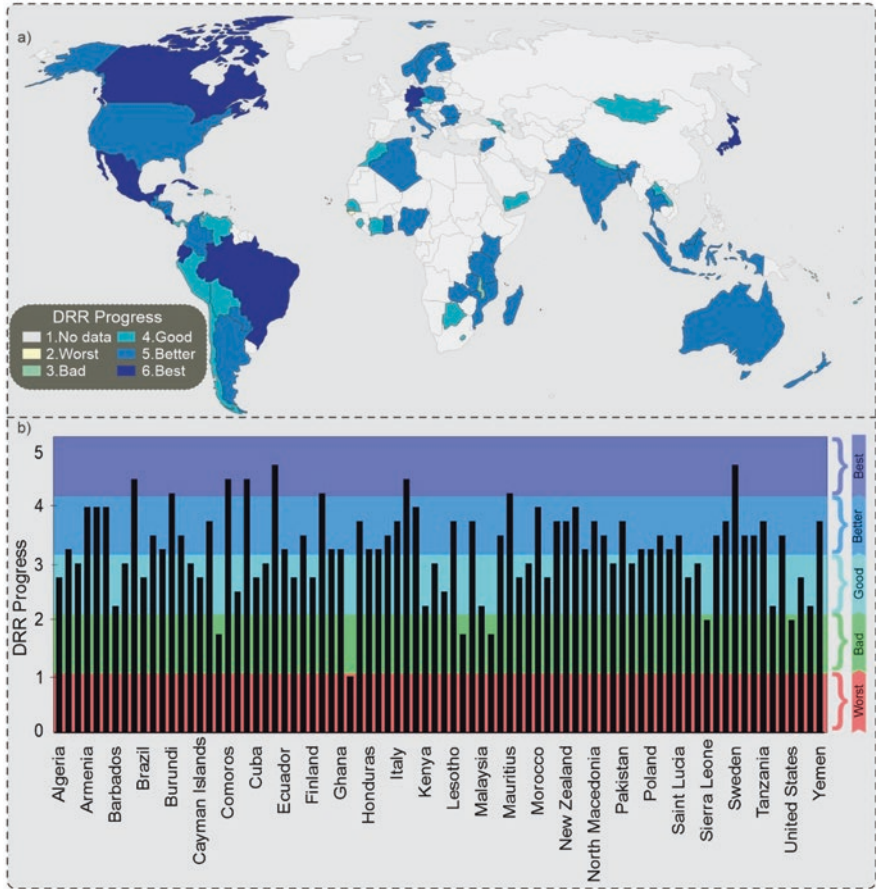 a)
DRR Progress
1.No data
4.Good
2.Worst
5.Better
3.Bad
6.Best
b)
DRR Progress
5
4
3
2
1
0
Best
Better
Good
Bad
Worst
Algeria
Armenia
Barbados
Brazil
Burundi
Cayman Islands
Comoros
Cuba
Ecuador
Finland
Ghana
Honduras
Italy
Kenya
Lesotho
Malaysia
Mauritius
Morocco
New Zealand
North Macedonia
Pakistan
Poland
Saint Lucia
Sierra Leone
Sweden
Tanzania
United States
Yemen